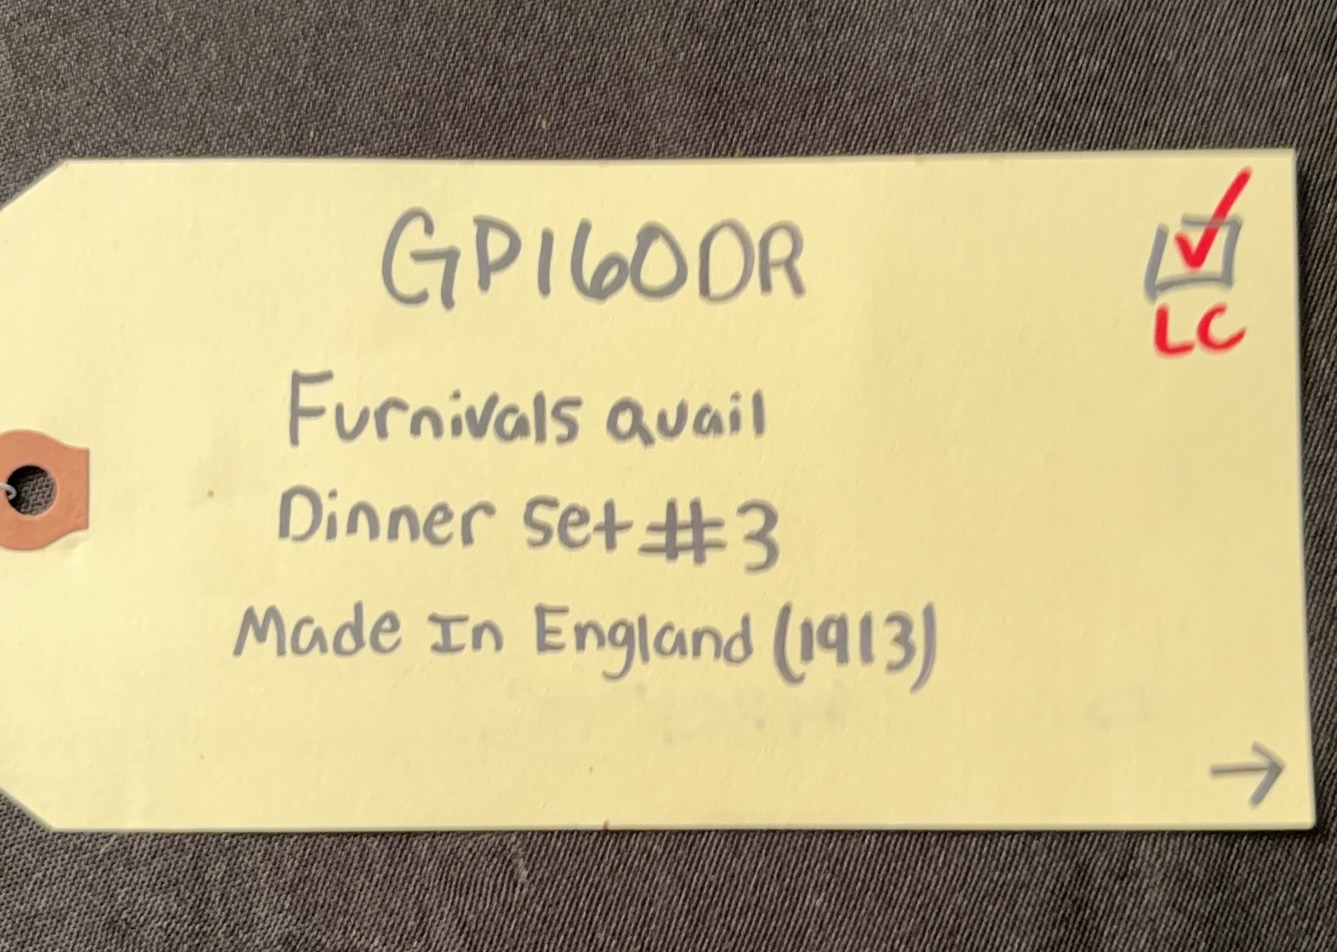 GP160DR
LC
Furnivals quail
Dinner set #3
Made In England (1913)